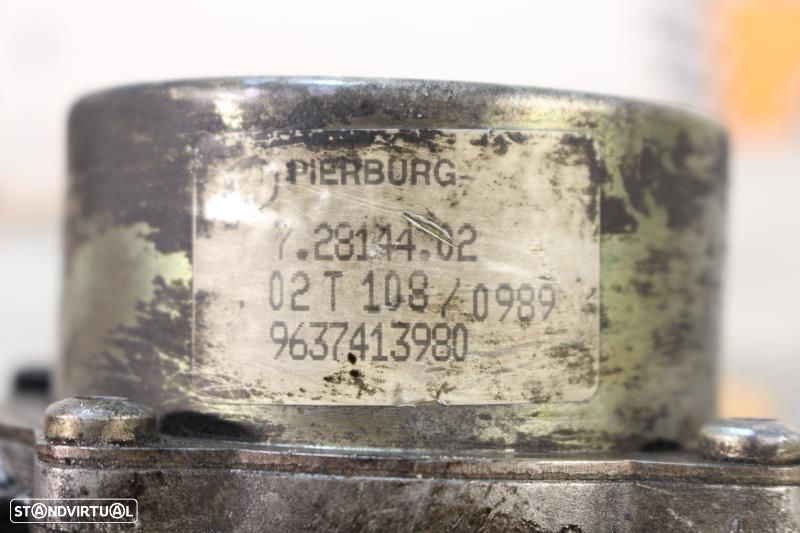 PIERBURG
7.28144.02
02 T 108 / 0989
9637413980
STANDVIRTUAL